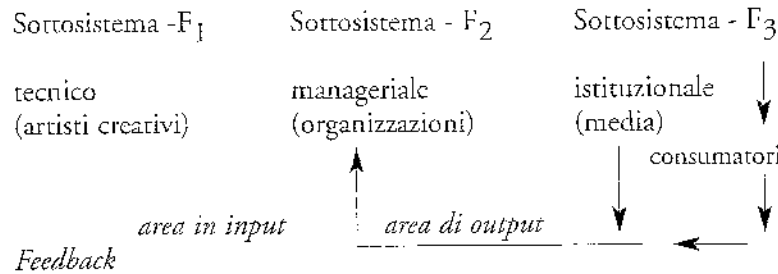 Sottosistema -F1 Sottosistema - F2 Sottosistema - F3
tecnico manageriale istituzionale
(artisti creativi) (organizzazioni) (media)
consumatori
area in input area di output
Feedback